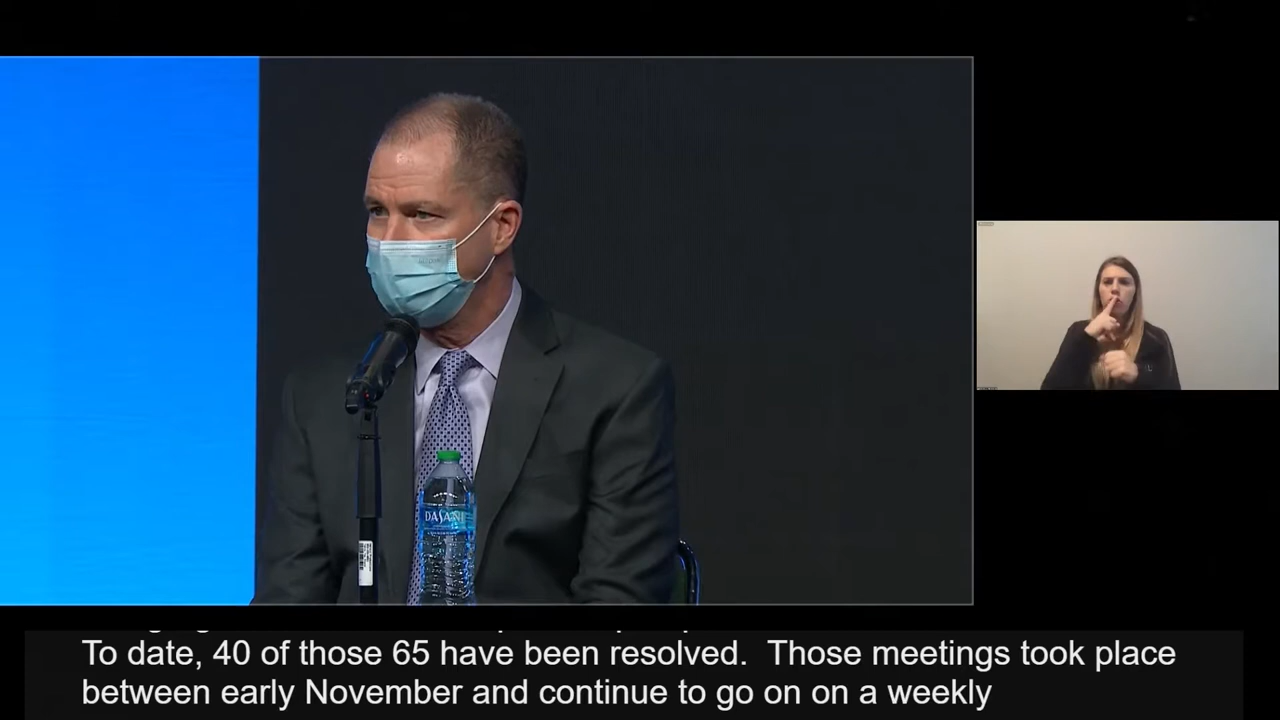 DASANI
To date, 40 of those 65 have been resolved.  Those meetings took place
between early November and continue to go on on a weekly